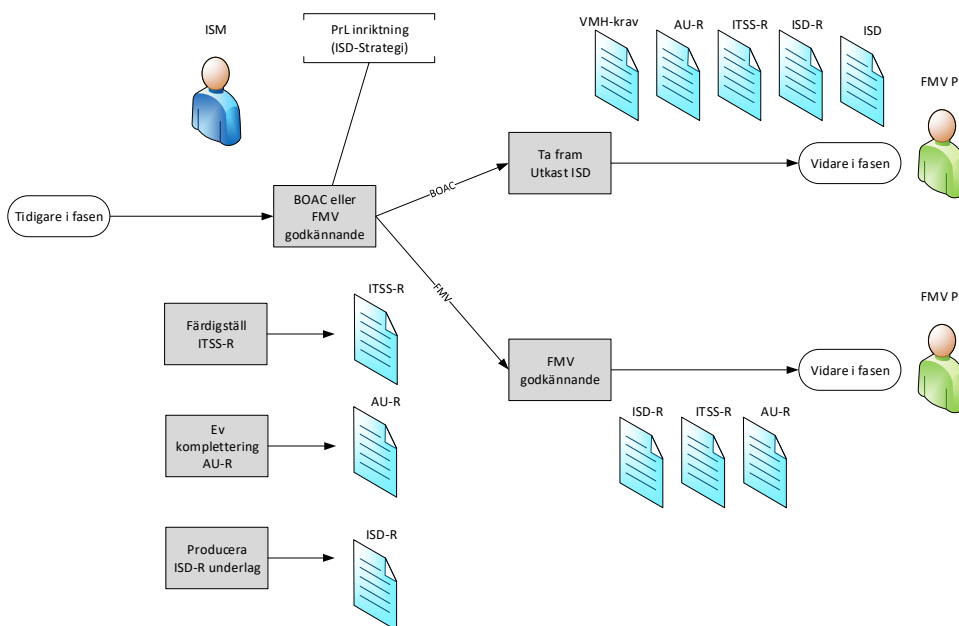 ISM
PrL inriktning
(ISD-Strategi)
VMH-krav
AU-R
ITSS-R
ISD-R
ISD
FMV P
Ta fram
Utkast ISD
Vidare i fasen
BOAC
Tidigare i fasen
BOAC eller
FMV
godkännande
FMV
ITSS-R
Färdigställ
ITSS-R
FMV P
FMV
godkännande
Vidare i fasen
AU-R
Ev
komplettering
AU-R
ISD-R
ITSS-R
AU-R
ISD-R
Producera
ISD-R underlag